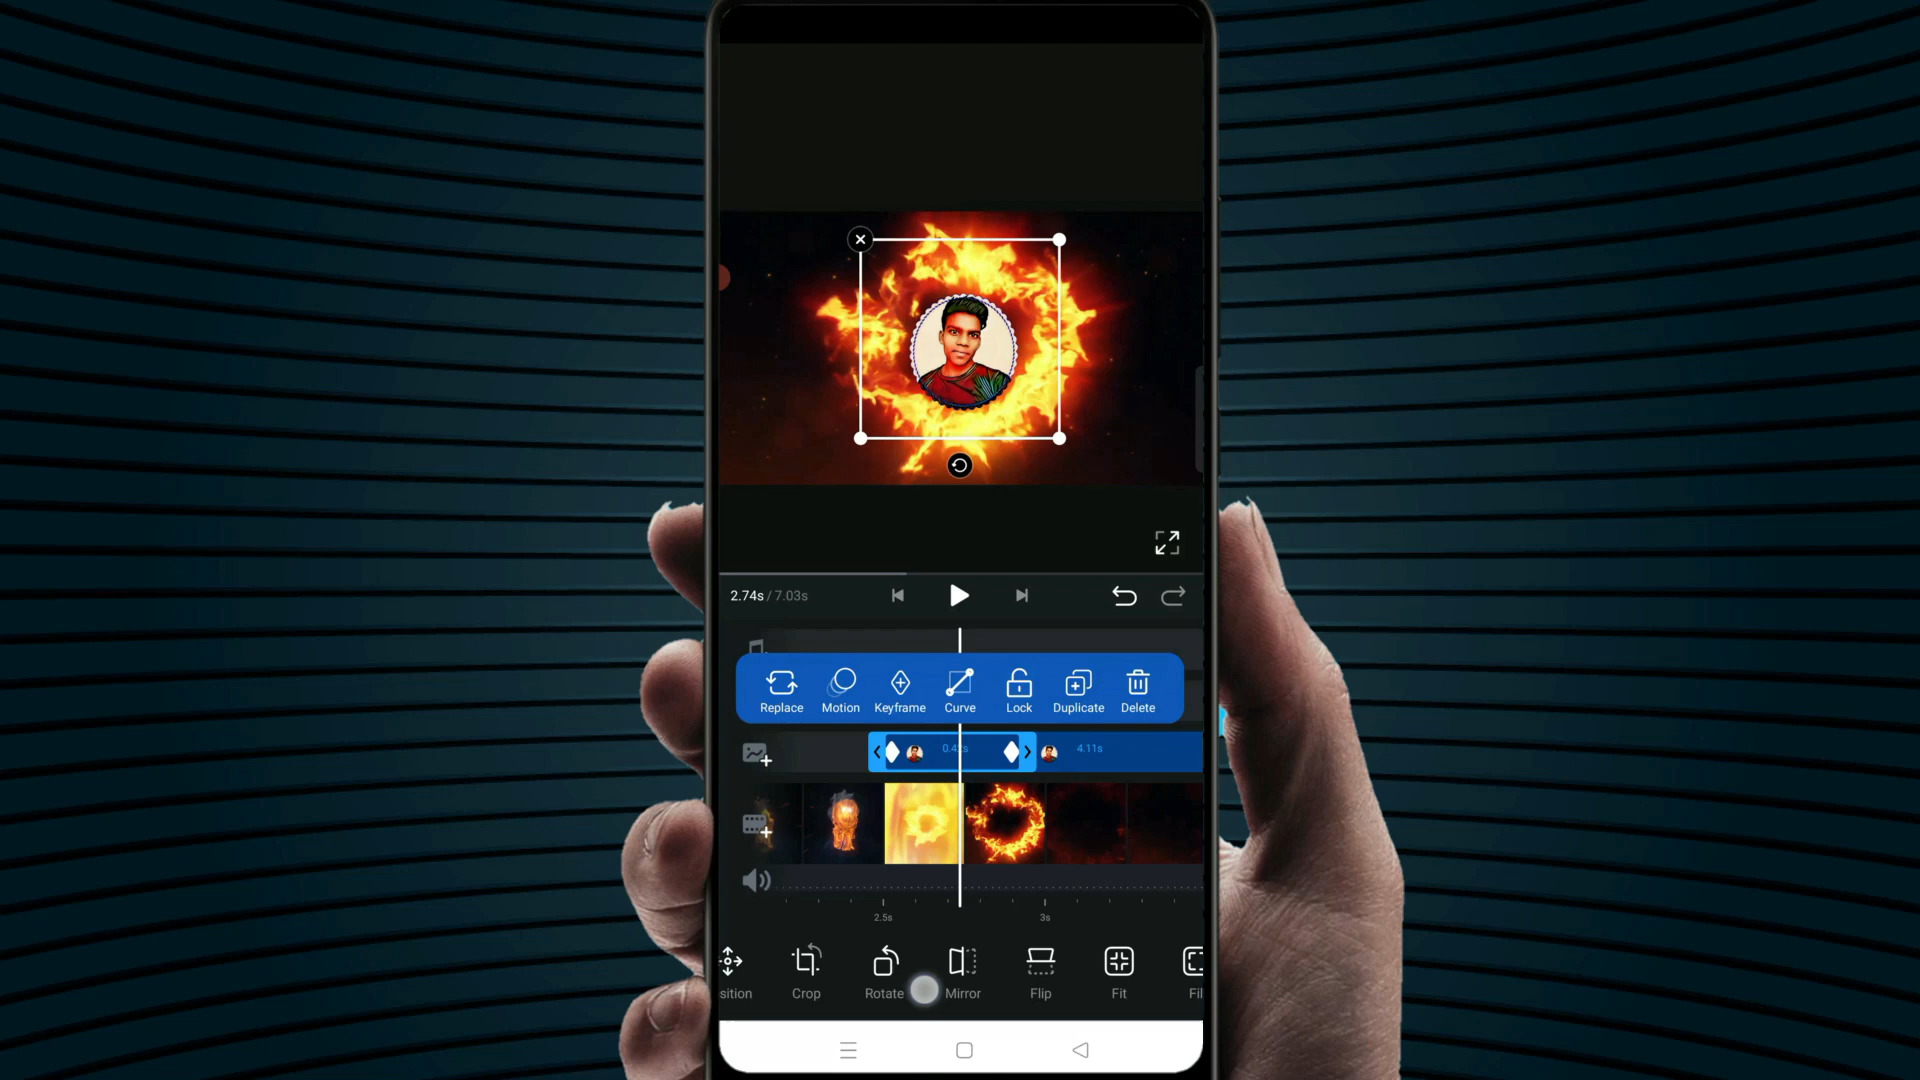 2.74s / 7.03s
Replace Motion Keyframe Curve Lock Duplicate Delete
4.11s
2.5s 3s
sition Crop Rotate Mirror Flip Fit Fil